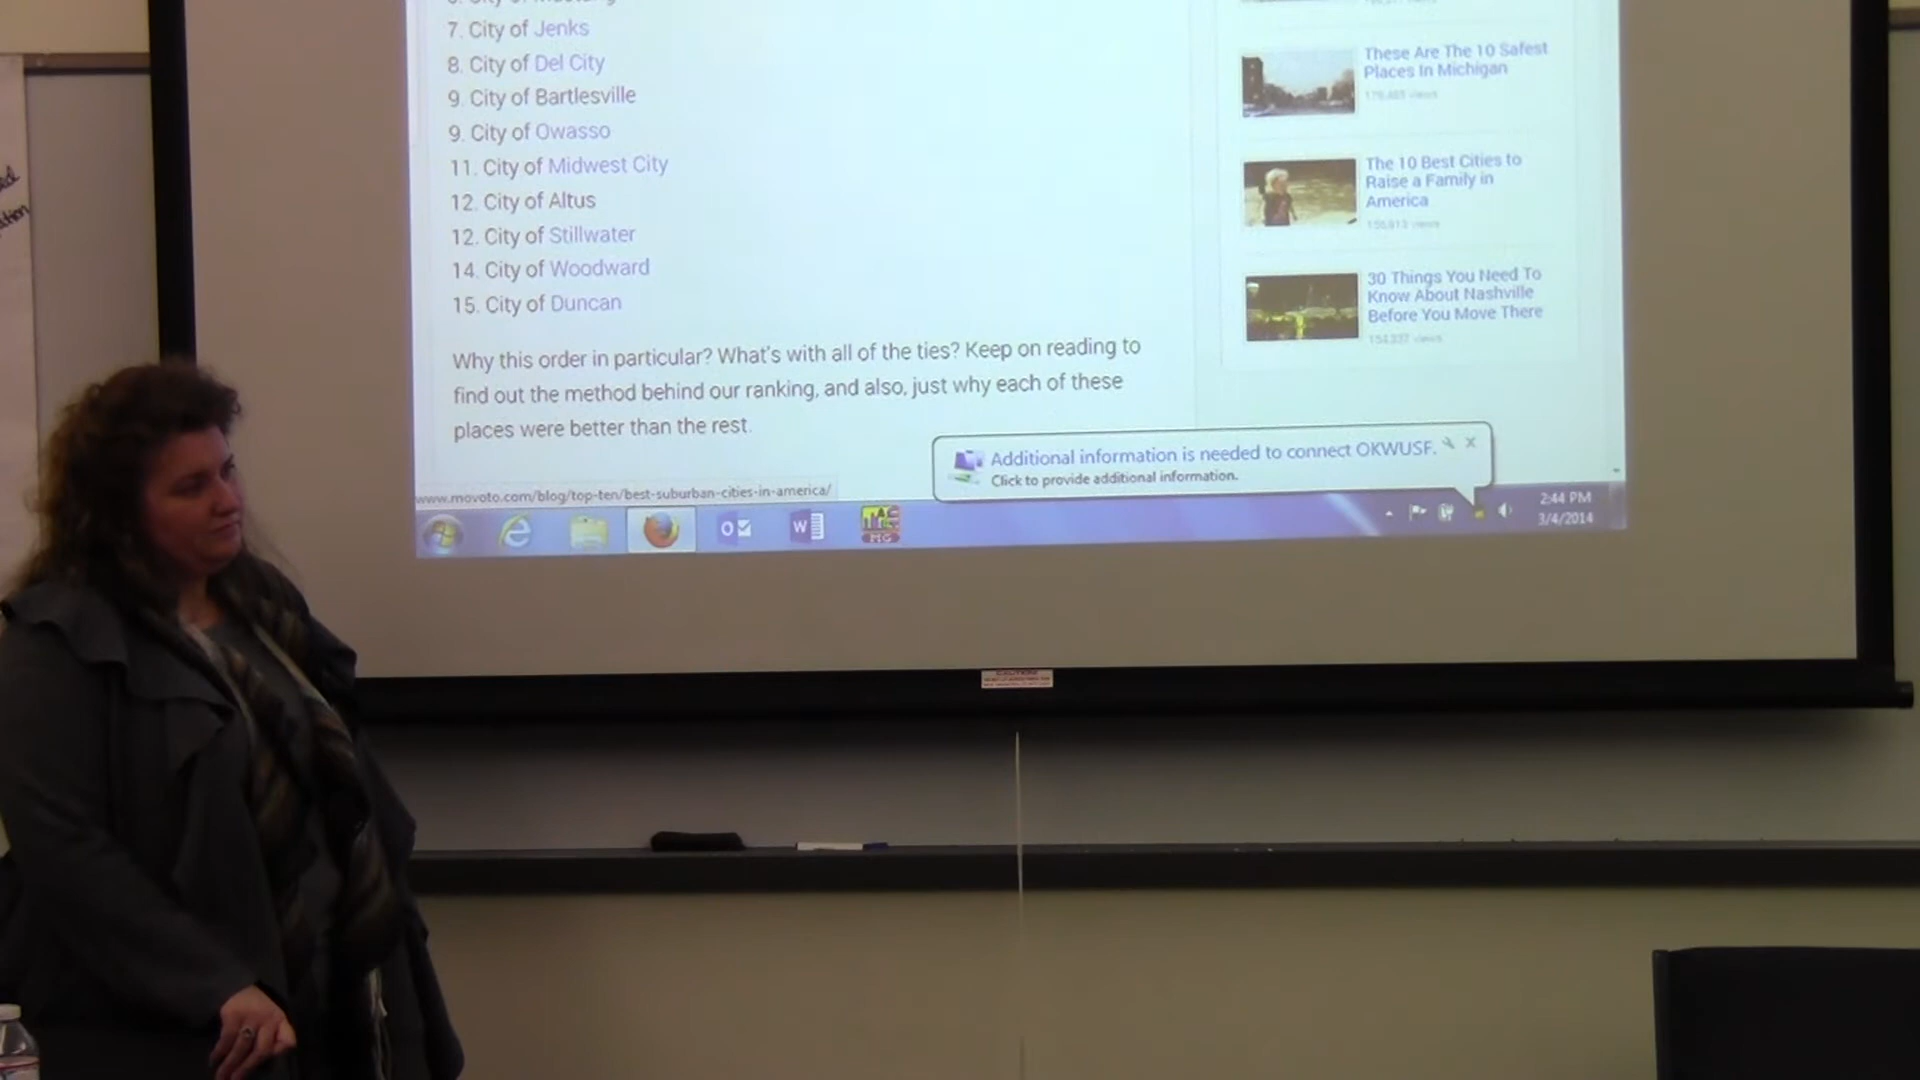 7. City of Jenks
8. City of Del City
9. City of Bartlesville
9. City of Owasso
11. City of Midwest City
12. City of Altus
12. City of Stillwater
14. City of Woodward
15. City of Duncan
Why this order in particular? What's with all of the ties? Keep on reading to
find out the method behind our ranking, and also, just why each of these
places were better than the rest.
These Are The 10 Safest
Places In Michigan
views
The 10 Best Cities to
Raise a Family in
America
views
30 Things You Need To
Know About Nashville
Before You Move There
views
Additional information is needed to connect OKWUSF.
Click to provide additional information.
www.movoto.com/blog/top-ten/best-suburban-cities-in-america/
MG
2:44 PM
3/4/2014